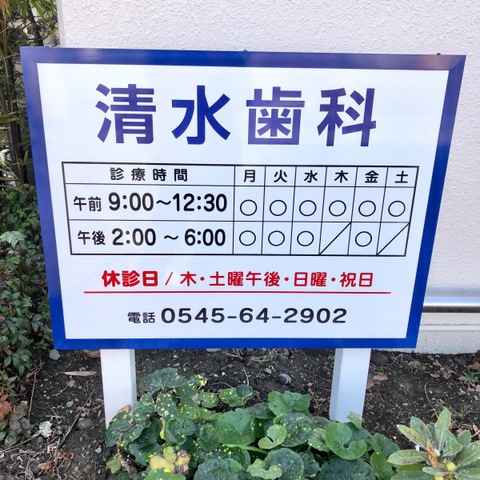 清水歯科
診療時間 月 火 水 木 金 土
午前 9:00〜12:30 ○ ○ ○ ○ ○ ○
午後 2:00 〜 6:00 ○ ○ ○ ／ ○ ／
休診日 / 木・土曜午後・日曜・祝日
電話 0545-64-2902